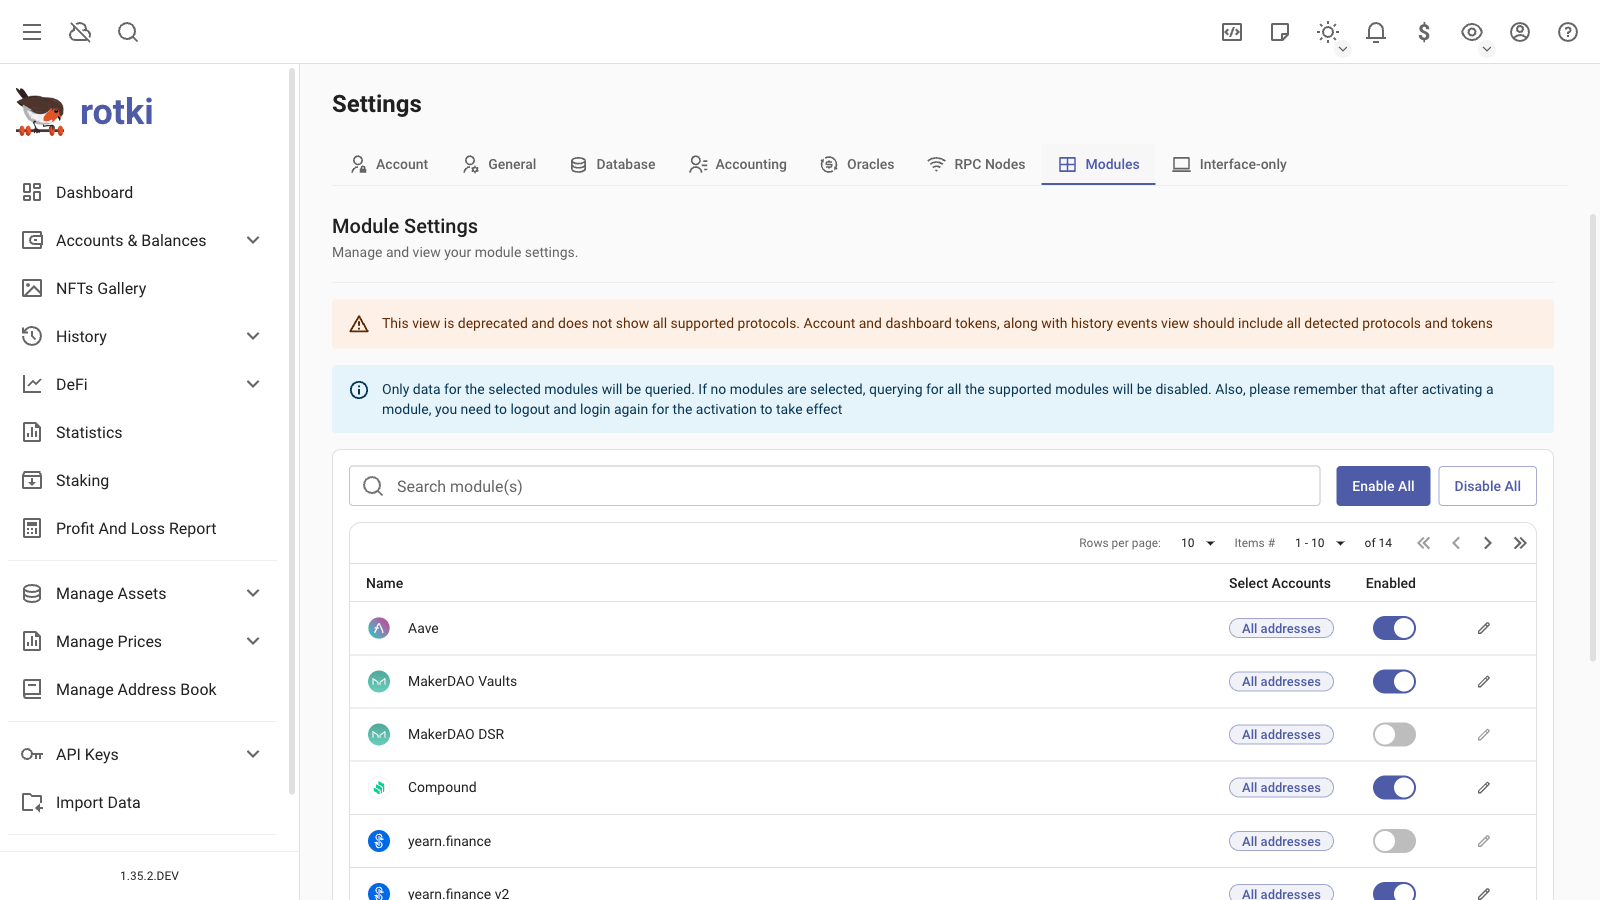 rotki
Dashboard
Accounts & Balances
NFTs Gallery
History
DeFi
Statistics
Staking
Profit And Loss Report
Manage Assets
Manage Prices
Manage Address Book
API Keys
Import Data
1.35.2.DEV
Settings
Account
General
Database
Accounting
Oracles
RPC Nodes
Modules
Interface-only
Module Settings
Manage and view your module settings.
This view is deprecated and does not show all supported protocols. Account and dashboard tokens, along with history events view should include all detected protocols and tokens
Only data for the selected modules will be queried. If no modules are selected, querying for all the supported modules will be disabled. Also, please remember that after activating a
module, you need to logout and login again for the activation to take effect
Search module(s)
Enable All
Disable All
Rows per page: 10 Items # 1 - 10 of 14
Name Select Accounts Enabled
Aave All addresses
MakerDAO Vaults All addresses
MakerDAO DSR All addresses
Compound All addresses
yearn.finance All addresses
yearn.finance v2 All addresses